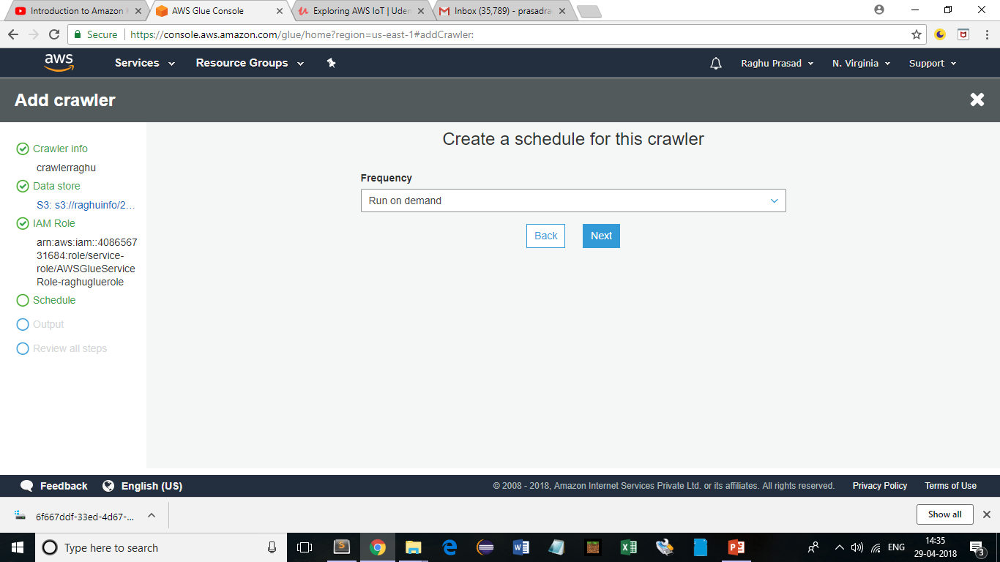 Introduction to Amazon
AWS Glue Console
Exploring AWS IoT | Uder
Inbox (35,789) - prasadra
Secure
https://console.aws.amazon.com/glue/home?region=us-east-1#addCrawler:
aws
Services
Resource Groups
Raghu Prasad
N. Virginia
Support
Add crawler
Crawler info
crawlerraghu
Data store
S3: s3://raghuinfo/2...
IAM Role
arn:aws:iam::4086567
31684:role/service-
role/AWSGlueService
Role-raghugluerole
Schedule
Output
Review all steps
Create a schedule for this crawler
Frequency
Run on demand
Back
Next
Feedback
English (US)
© 2008 - 2018, Amazon Internet Services Private Ltd. or its affiliates. All rights reserved.
Privacy Policy
Terms of Use
6f667ddf-33ed-4d67-...
Show all
Type here to search
ENG
14:35
29-04-2018
3